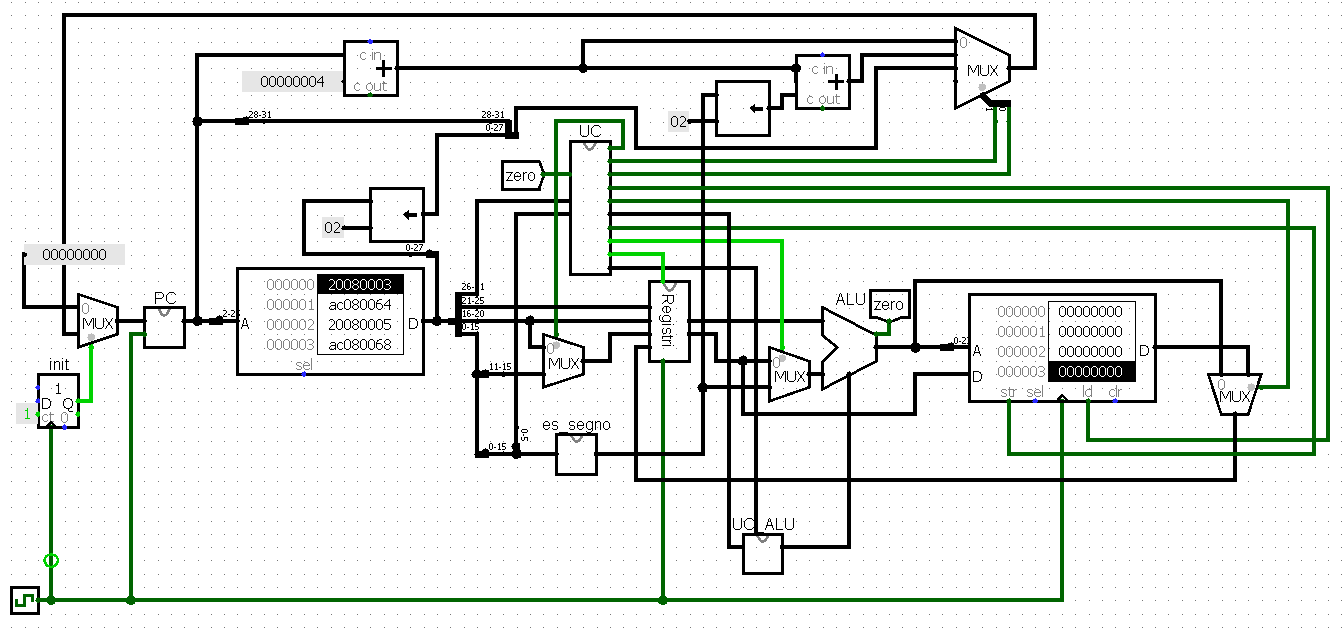 c in
+
c out
00000004
0
MUX
1
0
c in
+
c out
02
28-31
28-31
0-27
UC
zero
02
0-27
00000000
0
MUX
PC
2-2
A
000000 20080003
000001 ac080064
000002 20080005
000003 ac080068
D
sel
26-31
21-25
16-20
0-15
11-15
0-15
0-5
0
MUX
Registri
0
MUX
ALU
zero
0-2
A
D
000000 00000000
000001 00000000
000002 00000000
000003 00000000
D
str sel ld clr
0
MUX
init
1
D Q
ct 0
1
es_segno
UC_ALU